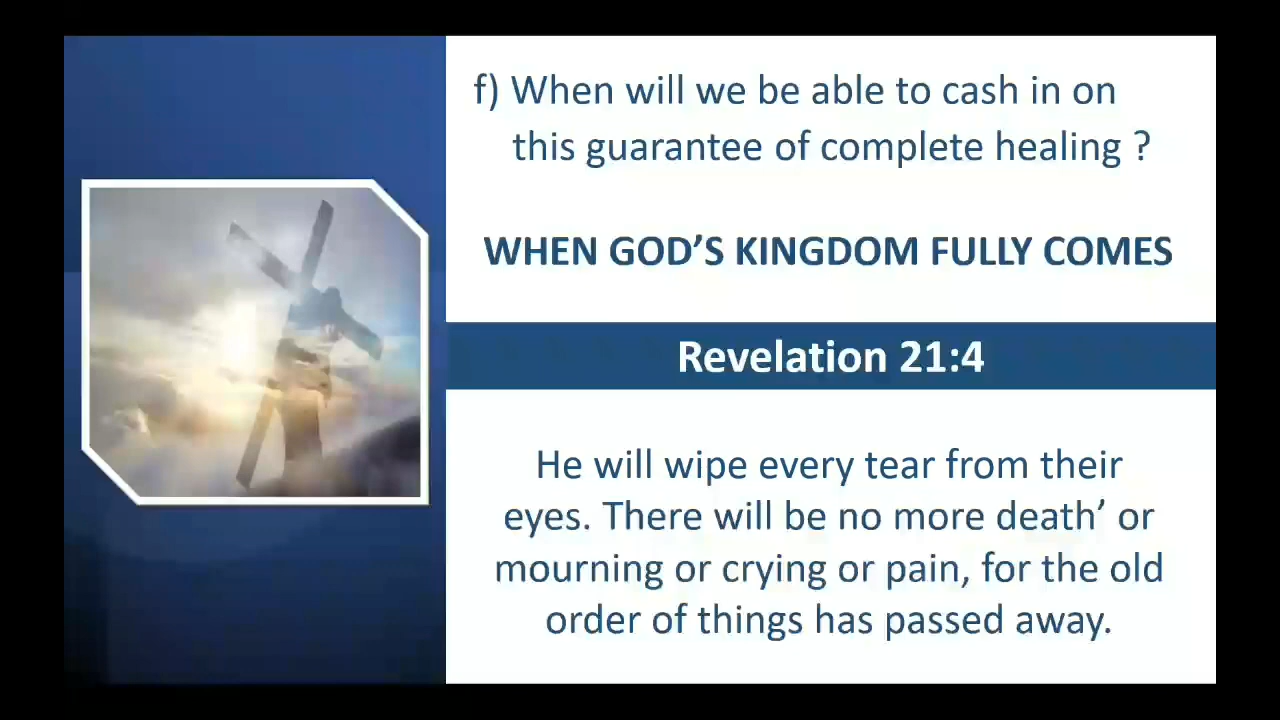 f) When will we be able to cash in on
this guarantee of complete healing ?
WHEN GOD’S KINGDOM FULLY COMES
Revelation 21:4
He will wipe every tear from their
eyes. There will be no more death’ or
mourning or crying or pain, for the old
order of things has passed away.